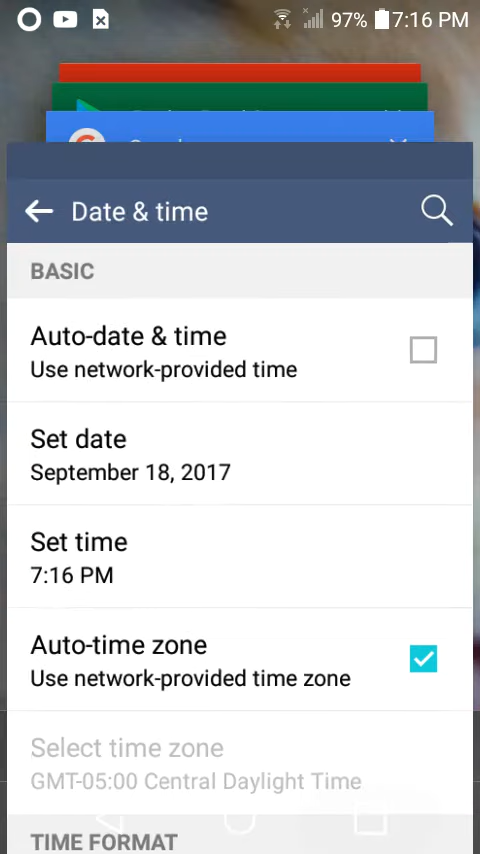 97% 7:16 PM
Date & time
BASIC
Auto-date & time
Use network-provided time
Set date
September 18, 2017
Set time
7:16 PM
Auto-time zone
Use network-provided time zone
Select time zone
GMT-05:00 Central Daylight Time
TIME FORMAT